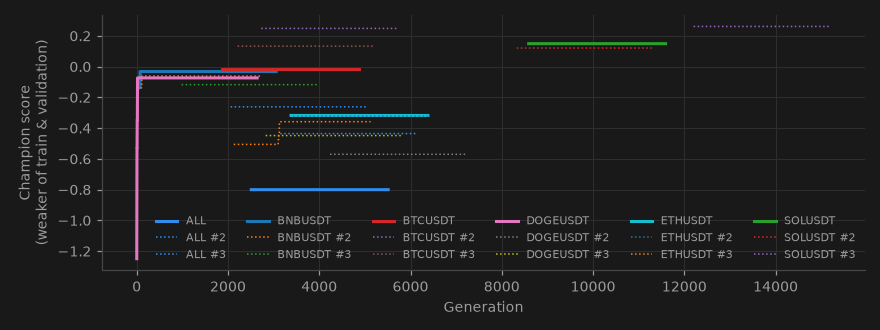 Champion score
(weaker of train & validation)
0.2
0.0
−0.2
−0.4
−0.6
−0.8
−1.0
−1.2
ALL BNBUSDT BTCUSDT DOGEUSDT ETHUSDT SOLUSDT
ALL #2 BNBUSDT #2 BTCUSDT #2 DOGEUSDT #2 ETHUSDT #2 SOLUSDT #2
ALL #3 BNBUSDT #3 BTCUSDT #3 DOGEUSDT #3 ETHUSDT #3 SOLUSDT #3
0 2000 4000 6000 8000 10000 12000 14000
Generation